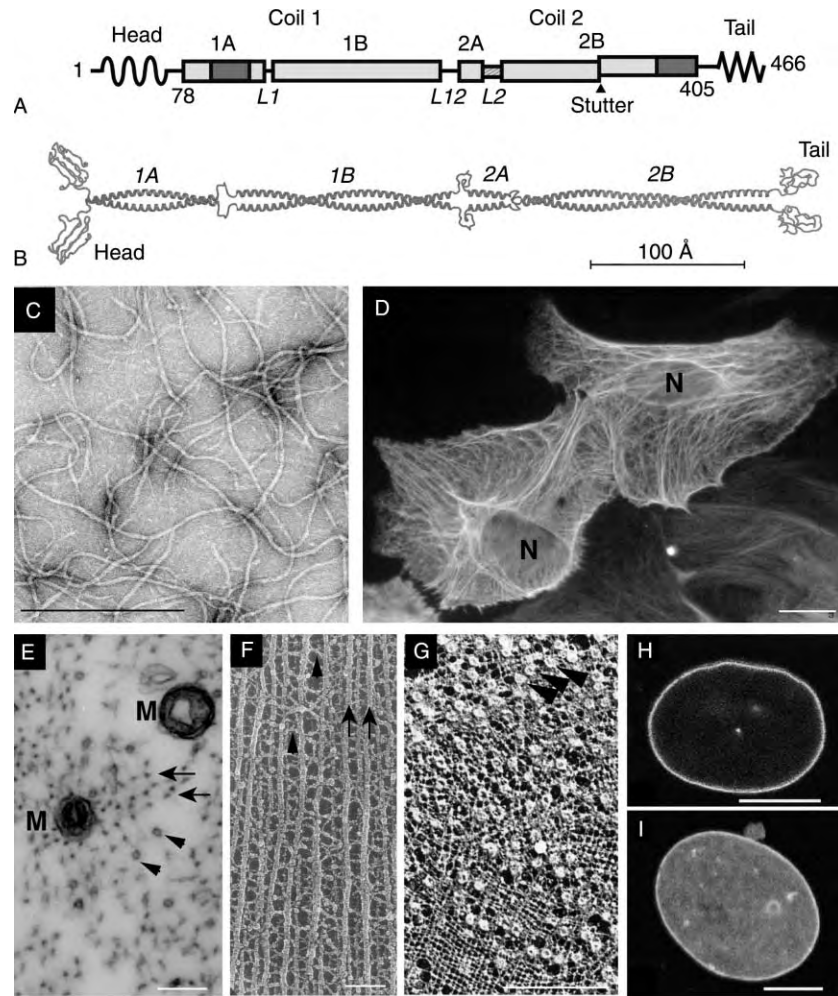 Head Coil 1 Coil 2 Tail
1A 1B 2A 2B
1 466
78 L1 L12 L2 Stutter 405
A
1A 1B 2A 2B Tail
Head
B 100 Å
C
D
N
N
E
M
M
F
G
H
I